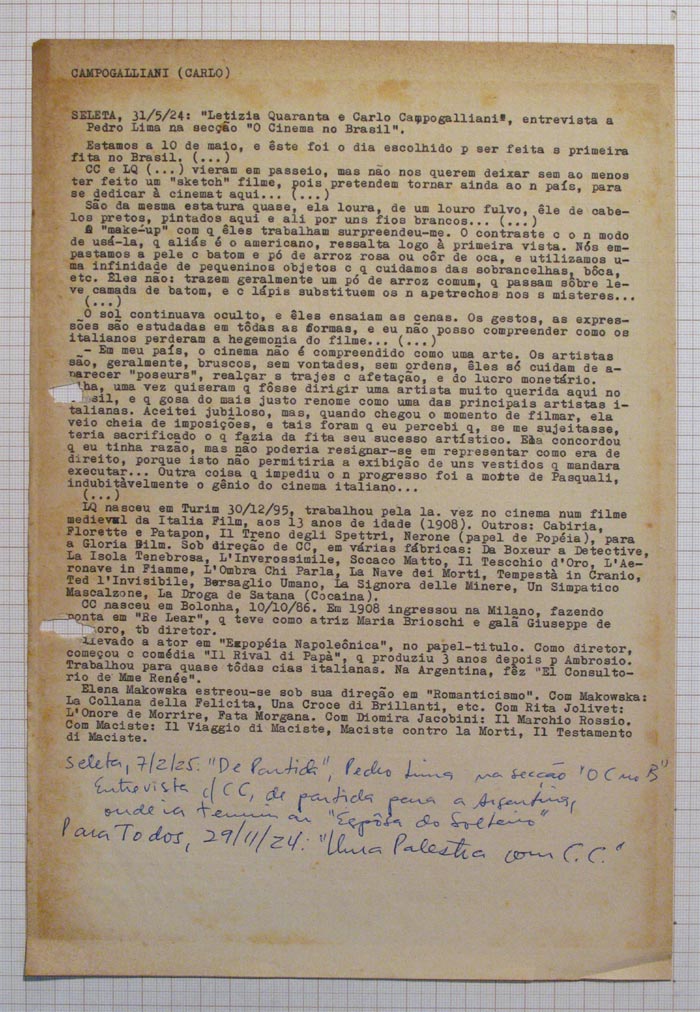 CAMPOGALLIANI (CARLO)
SELETA, 31/5/24: "Letizia Quaranta e Carlo Campogalliani", entrevista a
Pedro Lima na secção "O Cinema no Brasil".
Estamos a 10 de maio, e êste foi o dia escolhido p ser feita s primeira
fita no Brasil. (...)
CC e LQ (...) vieram em passeio, mas não nos querem deixar sem ao menos
ter feito um "sketch" filme, pois pretendem tornar ainda ao n país, para
se dedicar à cinemat aqui... (...)
São da mesma estatura quase, ela loura, de um louro fulvo, êle de cabe-
los pretos, pintados aqui e ali por uns fios brancos... (...)
O "make-up" com q êles trabalham surpreendeu-me. O contraste c o n modo
de usá-la, q aliás é o americano, ressalta logo à primeira vista. Nós em-
pastamos a pele c batom e pó de arroz rosa ou côr de oca, e utilizamos u-
ma infinidade de pequeninos objetos c q cuidamos das sobrancelhas, bôca,
etc. Eles não: trazem geralmente um pó de arroz comum, q passam sôbre le-
ve camada de batom, e c lápis substituem os n apetrechos nos s misteres...
(...)
O sol continuava oculto, e êles ensaiam as cenas. Os gestos, as expres-
sões são estudadas em tôdas as formas, e eu não posso compreender como os
italianos perderam a hegemonia do filme... (...)
- Em meu país, o cinema não é compreendido como uma arte. Os artistas
são, geralmente, bruscos, sem vontades, sem ordens, êles só cuidam de a-
parecer "poseurs", realçar s trajes c afetação, e do lucro monetário.
lha, uma vez quiseram q fôsse dirigir uma artista muito querida aqui no
sil, e q gosa do mais justo renome como uma das principais artistas i-
talianas. Aceitei jubiloso, mas, quando chegou o momento de filmar, ela
veio cheia de imposições, e tais foram q eu percebi q, se me sujeitasse,
teria sacrificado o q fazia da fita seu sucesso artístico. Ela concordou
q eu tinha razão, mas não poderia resignar-se em representar como era de
direito, porque isto não permitiria a exibição de uns vestidos q mandara
executar... Outra coisa q impediu o n progresso foi a morte de Pasquali,
indubitàvelmente o gênio do cinema italiano...
(...)
LQ nasceu em Turim 30/12/95, trabalhou pela la. vez no cinema num filme
medieval da Italia Film, aos 13 anos de idade (1908). Outros: Cabiria,
Florette e Patapon, Il Treno degli Spettri, Nerone (papel de Popéia), para
a Gloria Film. Sob direção de CC, em várias fábricas: Da Boxeur a Detective,
La Isola Tenebrosa, L'Inverossimile, Sccaco Matto, Il Tescchio d'Oro, L'Ae-
ronave in Fiamme, L'Ombra Chi Parla, La Nave dei Morti, Tempestà in Cranio,
Ted l'Invisibile, Bersaglio Umano, La Signora delle Minere, Un Simpatico
Mascalzone, La Droga de Satana (Cocaina).
CC nasceu em Bolonha, 10/10/86. Em 1908 ingressou na Milano, fazendo
ponta em "Re Lear", q teve como atriz Maria Brioschi e galã Giuseppe de
oro, tb diretor.
levado a ator em "Expopéia Napoleônica", no papel-titulo. Como diretor,
começou c comédia "Il Rival di Papà", q produziu 3 anos depois p Ambrosio.
Trabalhou para quase tôdas cias italianas. Na Argentina, fêz "El Consulto-
rio de Mme Renée".
Elena Makowska estreou-se sob sua direção em "Romanticismo". Com Makowska:
La Collana della Felicita, Una Croce di Brillanti, etc. Com Rita Jolivet:
L'Onore de Morrire, Fata Morgana. Com Diomira Jacobini: Il Marchio Rossio.
Com Maciste: Il Viaggio di Maciste, Maciste contro la Morti, Il Testamento
di Maciste.
Seleta, 7/2/25: "De Partida", Pedro Lima na secção "O C no B"
Entrevista c/ CC, de partida para a Argentina,
onde ia terminar "Espôsa do Solteiro"
Para Todos, 29/11/24: "Uma Palestra com C.C."